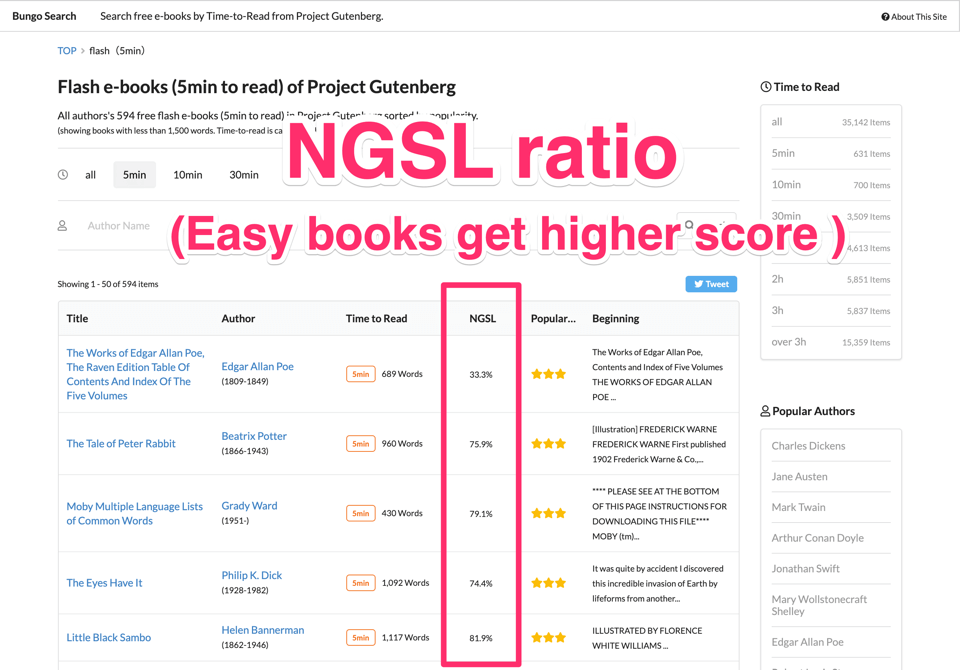 Bungo Search Search free e-books by Time-to-Read from Project Gutenberg. About This Site
TOP > flash (5min)
Flash e-books (5min to read) of Project Gutenberg
All authors's 594 free flash e-books (5min to read) in Project Gutenberg sorted by popularity.
(showing books with less than 1,500 words. Time-to-read is
NGSL ratio
all 5min 10min 30min
(Easy books get higher score )
Author Name
Showing 1 - 50 of 594 items
Tweet
Title Author Time to Read NGSL Popular... Beginning
The Works of Edgar Allan Poe,
The Raven Edition Table Of
Contents And Index Of The
Five Volumes
Edgar Allan Poe
(1809-1849)
5min 689 Words
33.3%
The Works of Edgar Allan Poe,
Contents and Index of Five Volumes
THE WORKS OF EDGAR ALLAN
POE ...
The Tale of Peter Rabbit
Beatrix Potter
(1866-1943)
5min 960 Words
75.9%
[Illustration] FREDERICK WARNE
FREDERICK WARNE First published
1902 Frederick Warne & Co.,...
Moby Multiple Language Lists
of Common Words
Grady Ward
(1951-)
5min 430 Words
79.1%
**** PLEASE SEE AT THE BOTTOM
OF THIS PAGE INSTRUCTIONS FOR
DOWNLOADING THIS FILE****
MOBY (tm)...
The Eyes Have It
Philip K. Dick
(1928-1982)
5min 1,092 Words
74.4%
It was quite by accident I discovered
this incredible invasion of Earth by
lifeforms from another...
Little Black Sambo
Helen Bannerman
(1862-1946)
5min 1,117 Words
81.9%
ILLUSTRATED BY FLORENCE
WHITE WILLIAMS ...
Time to Read
all 35,142 Items
5min 631 Items
10min 700 Items
30min 3,509 Items
4,613 Items
2h 5,851 Items
3h 5,837 Items
over 3h 15,359 Items
Popular Authors
Charles Dickens
Jane Austen
Mark Twain
Arthur Conan Doyle
Jonathan Swift
Mary Wollstonecraft
Shelley
Edgar Allan Poe